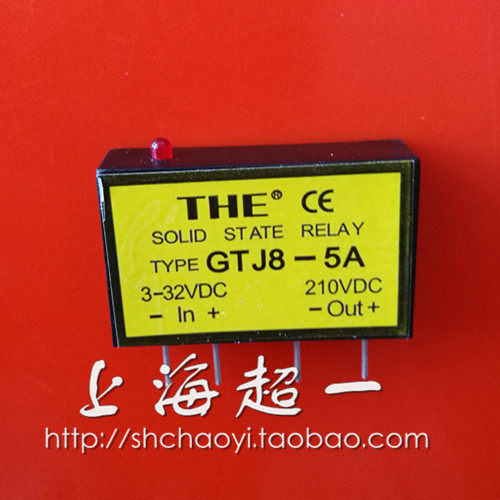 THE® CE
SOLID STATE RELAY
TYPE GTJ8-5A
3-32VDC 210VDC
- In + - Out +
上海超一
http://shchaoyi.taobao.com